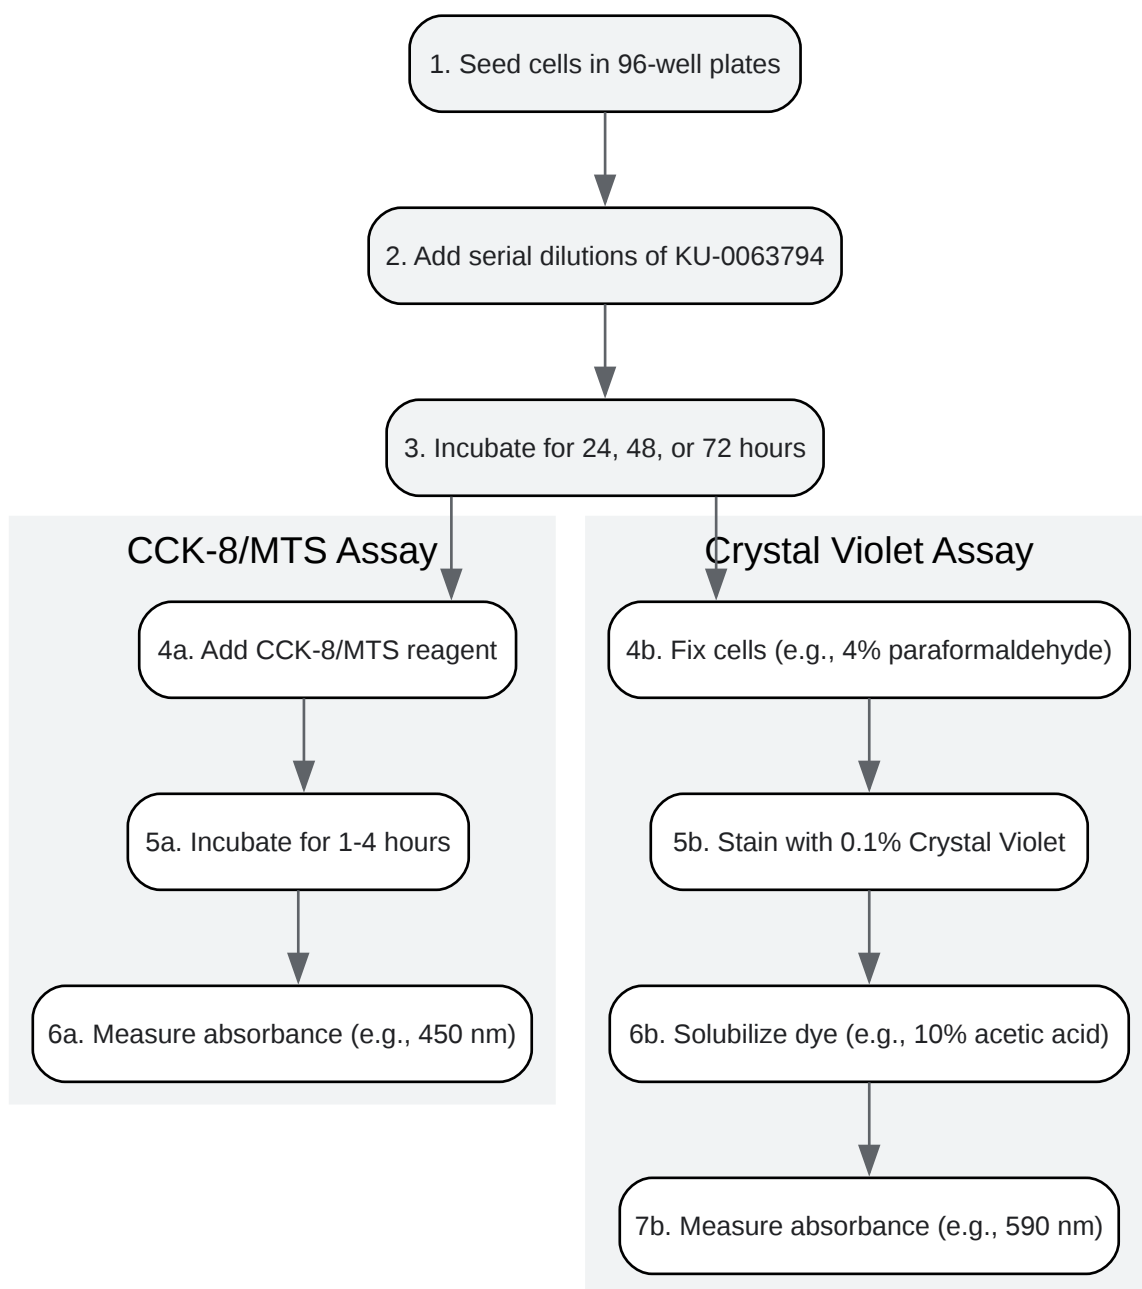 1. Seed cells in 96-well plates
2. Add serial dilutions of KU-0063794
3. Incubate for 24, 48, or 72 hours
CCK-8/MTS Assay
4a. Add CCK-8/MTS reagent
5a. Incubate for 1-4 hours
6a. Measure absorbance (e.g., 450 nm)
Crystal Violet Assay
4b. Fix cells (e.g., 4% paraformaldehyde)
5b. Stain with 0.1% Crystal Violet
6b. Solubilize dye (e.g., 10% acetic acid)
7b. Measure absorbance (e.g., 590 nm)